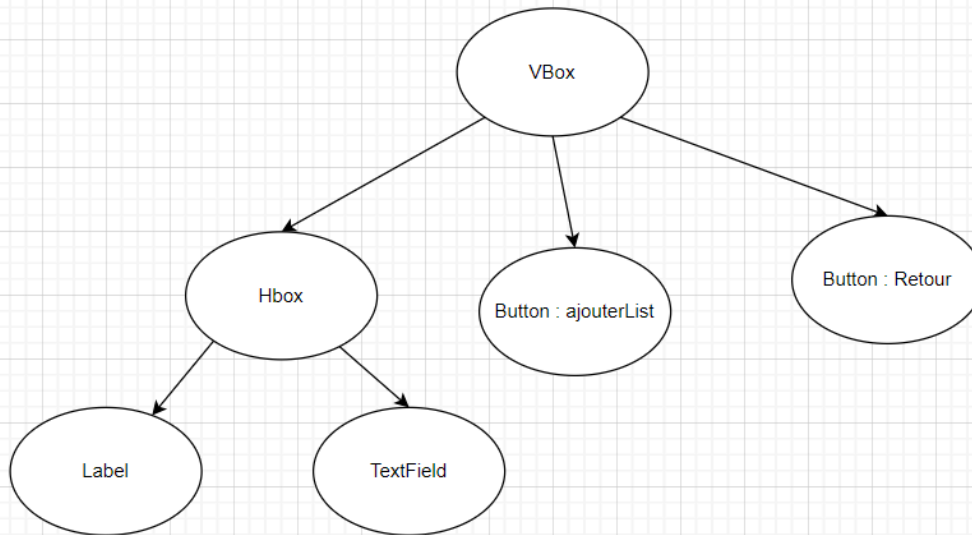 VBox
Hbox
Button : ajouterList
Button : Retour
Label
TextField